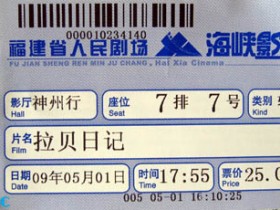 000010234140
福建省人民剧场 海峡
FU JIAN SHENG REN MIN JU CHANG. Hai Xia Cinema
影厅 Hall 神州行 座位 Seat 7排7号 类别 Kind
片名 Film 拉贝日记
日期 Date 09年05月01日 时间 Time 17:55 票价 Price 25.0
005 05-01 16:10:25